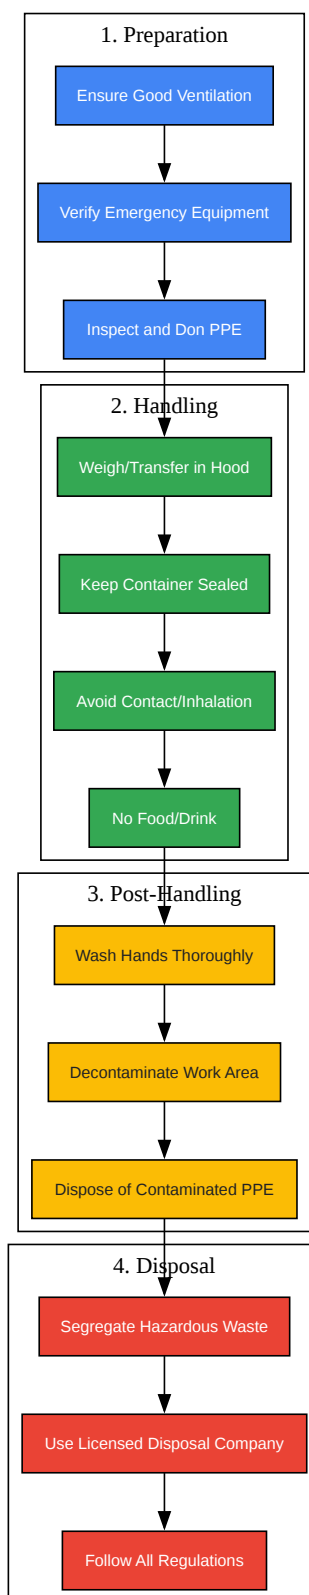 1. Preparation
Ensure Good Ventilation
Verify Emergency Equipment
Inspect and Don PPE
2. Handling
Weigh/Transfer in Hood
Keep Container Sealed
Avoid Contact/Inhalation
No Food/Drink
3. Post-Handling
Wash Hands Thoroughly
Decontaminate Work Area
Dispose of Contaminated PPE
4. Disposal
Segregate Hazardous Waste
Use Licensed Disposal Company
Follow All Regulations